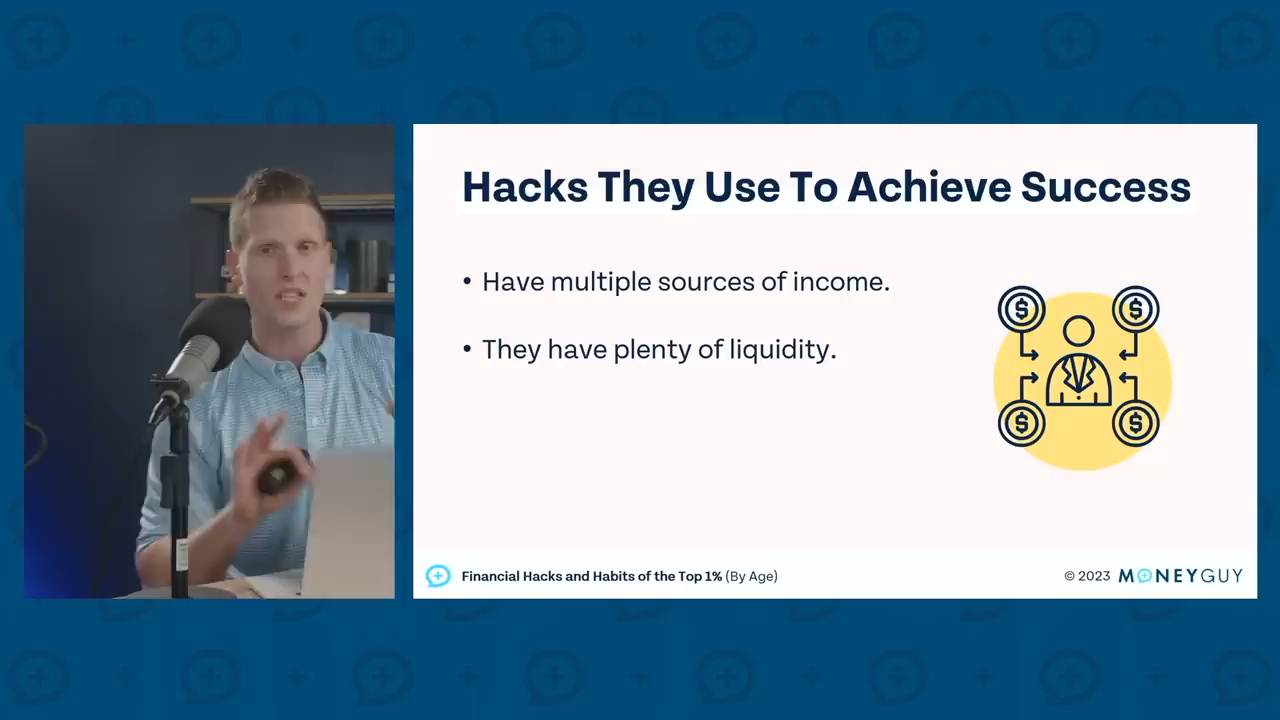 Hacks They Use To Achieve Success
• Have multiple sources of income.
• They have plenty of liquidity.
$ $
$ $
Financial Hacks and Habits of the Top 1% (By Age)
© 2023 MONEYGUY